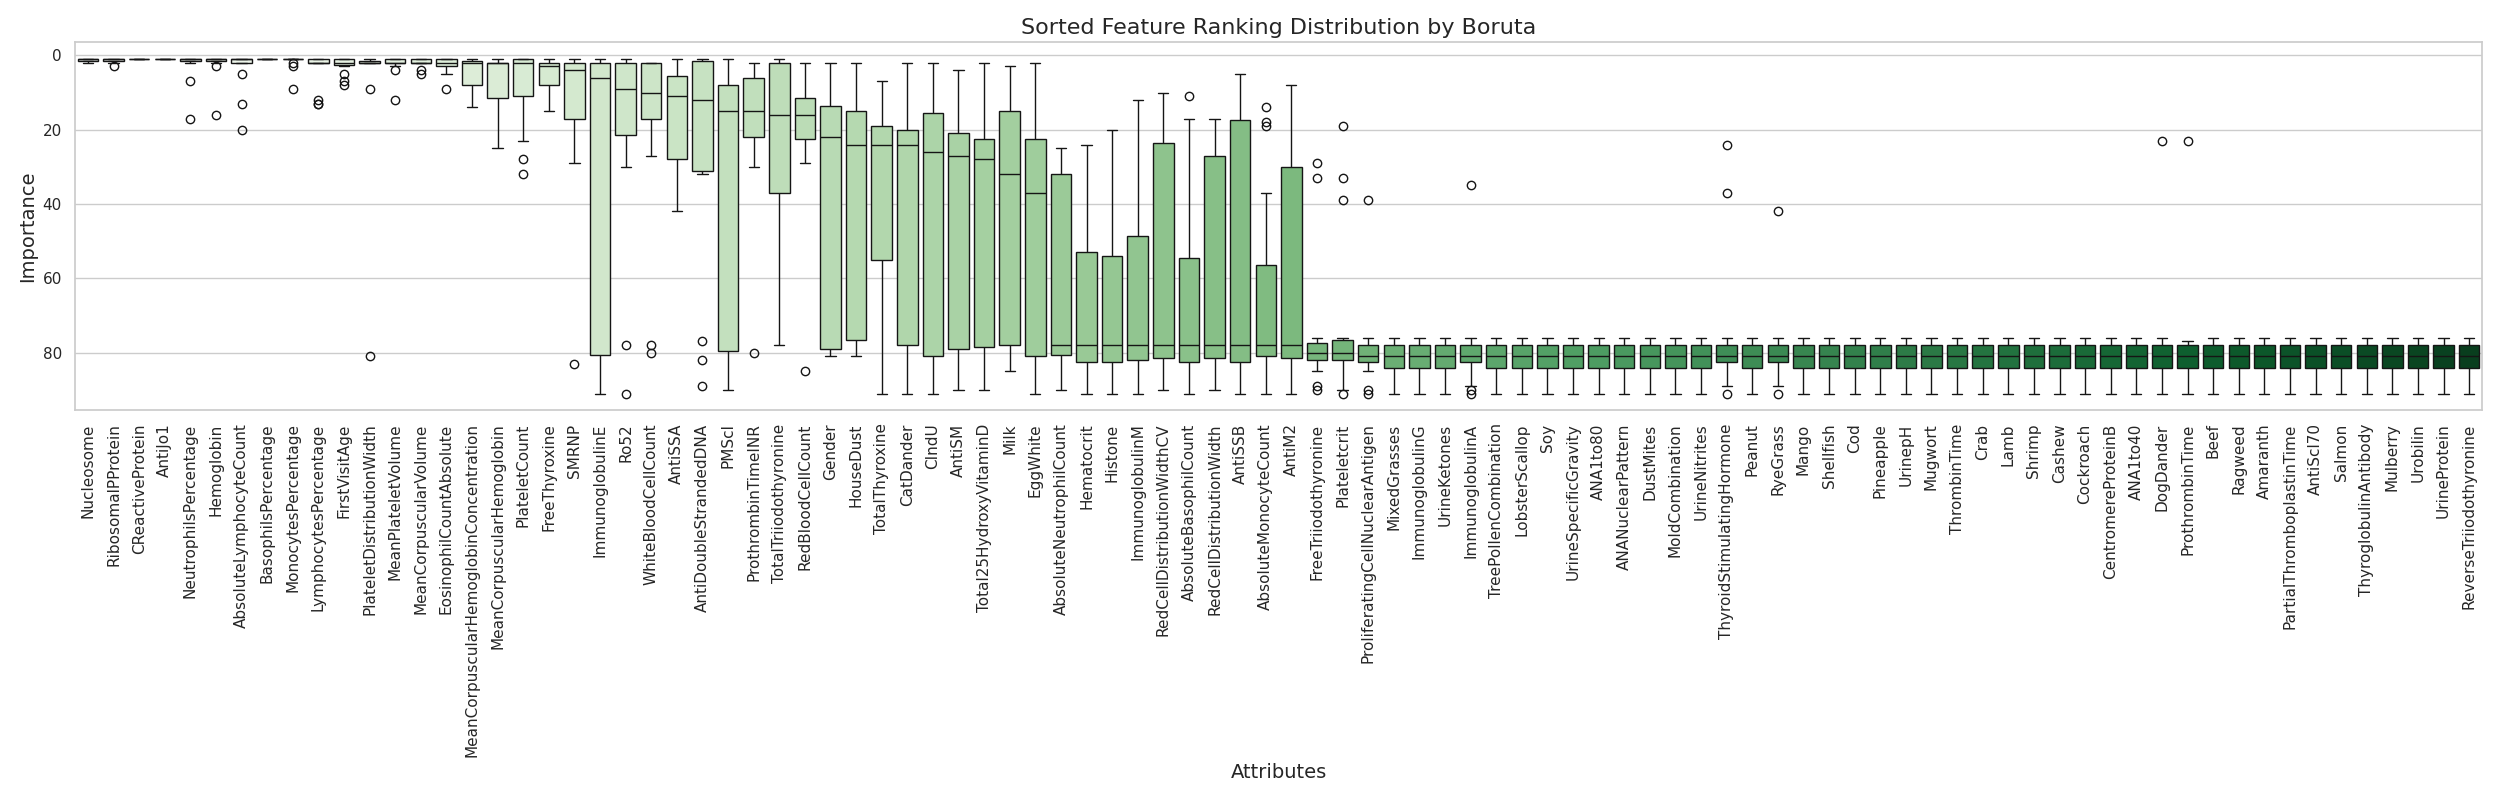 Sorted Feature Ranking Distribution by Boruta
Importance
0
20
40
60
80
Nucleosome
RibosomalPProtein
CReactiveProtein
AntiJo1
NeutrophilsPercentage
Hemoglobin
AbsoluteLymphocyteCount
BasophilsPercentage
MonocytesPercentage
LymphocytesPercentage
FirstVisitAge
PlateletDistributionWidth
MeanPlateletVolume
MeanCorpuscularVolume
EosinophilCountAbsolute
MeanCorpuscularHemoglobinConcentration
MeanCorpuscularHemoglobin
PlateletCount
FreeThyroxine
SMRNP
ImmunoglobulinE
Ro52
WhiteBloodCellCount
AntiSSA
AntiDoubleStrandedDNA
PMScl
ProthrombinTimeINR
TotalTriiodothyronine
RedBloodCellCount
Gender
HouseDust
TotalThyroxine
CatDander
CIndU
AntiSM
Total25HydroxyVitaminD
Milk
EggWhite
AbsoluteNeutrophilCount
Hematocrit
Histone
ImmunoglobulinM
RedCellDistributionWidthCV
AbsoluteBasophilCount
RedCellDistributionWidth
AntiSSB
AbsoluteMonocyteCount
AntiM2
FreeTriiodothyronine
Plateletcrit
ProliferatingCellNuclearAntigen
MixedGrasses
ImmunoglobulinG
UrineKetones
ImmunoglobulinA
TreePollenCombination
LobsterScallop
Soy
UrineSpecificGravity
ANA1to80
ANANuclearPattern
DustMites
MoldCombination
UrineNitrites
ThyroidStimulatingHormone
Peanut
RyeGrass
Mango
Shellfish
Cod
Pineapple
UrinepH
Mugwort
ThrombinTime
Crab
Lamb
Shrimp
Cashew
Cockroach
CentromereProteinB
ANA1to40
DogDander
ProthrombinTime
Beef
Ragweed
Amaranth
PartialThromboplastinTime
AntiScl70
Salmon
ThyroglobulinAntibody
Mulberry
Urobilin
UrineProtein
ReverseTriiodothyronine
Attributes